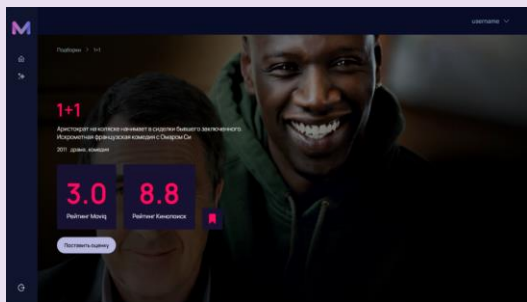 username
Подборки > 1+1
1+1
Аристократ на коляске нанимает в сиделки бывшего заключенного.
Искрометная французская комедия с Омаром Си
2011 драма, комедия
3.0
8.8
Рейтинг Moviq
Рейтинг Кинопоиск
Поставить оценку